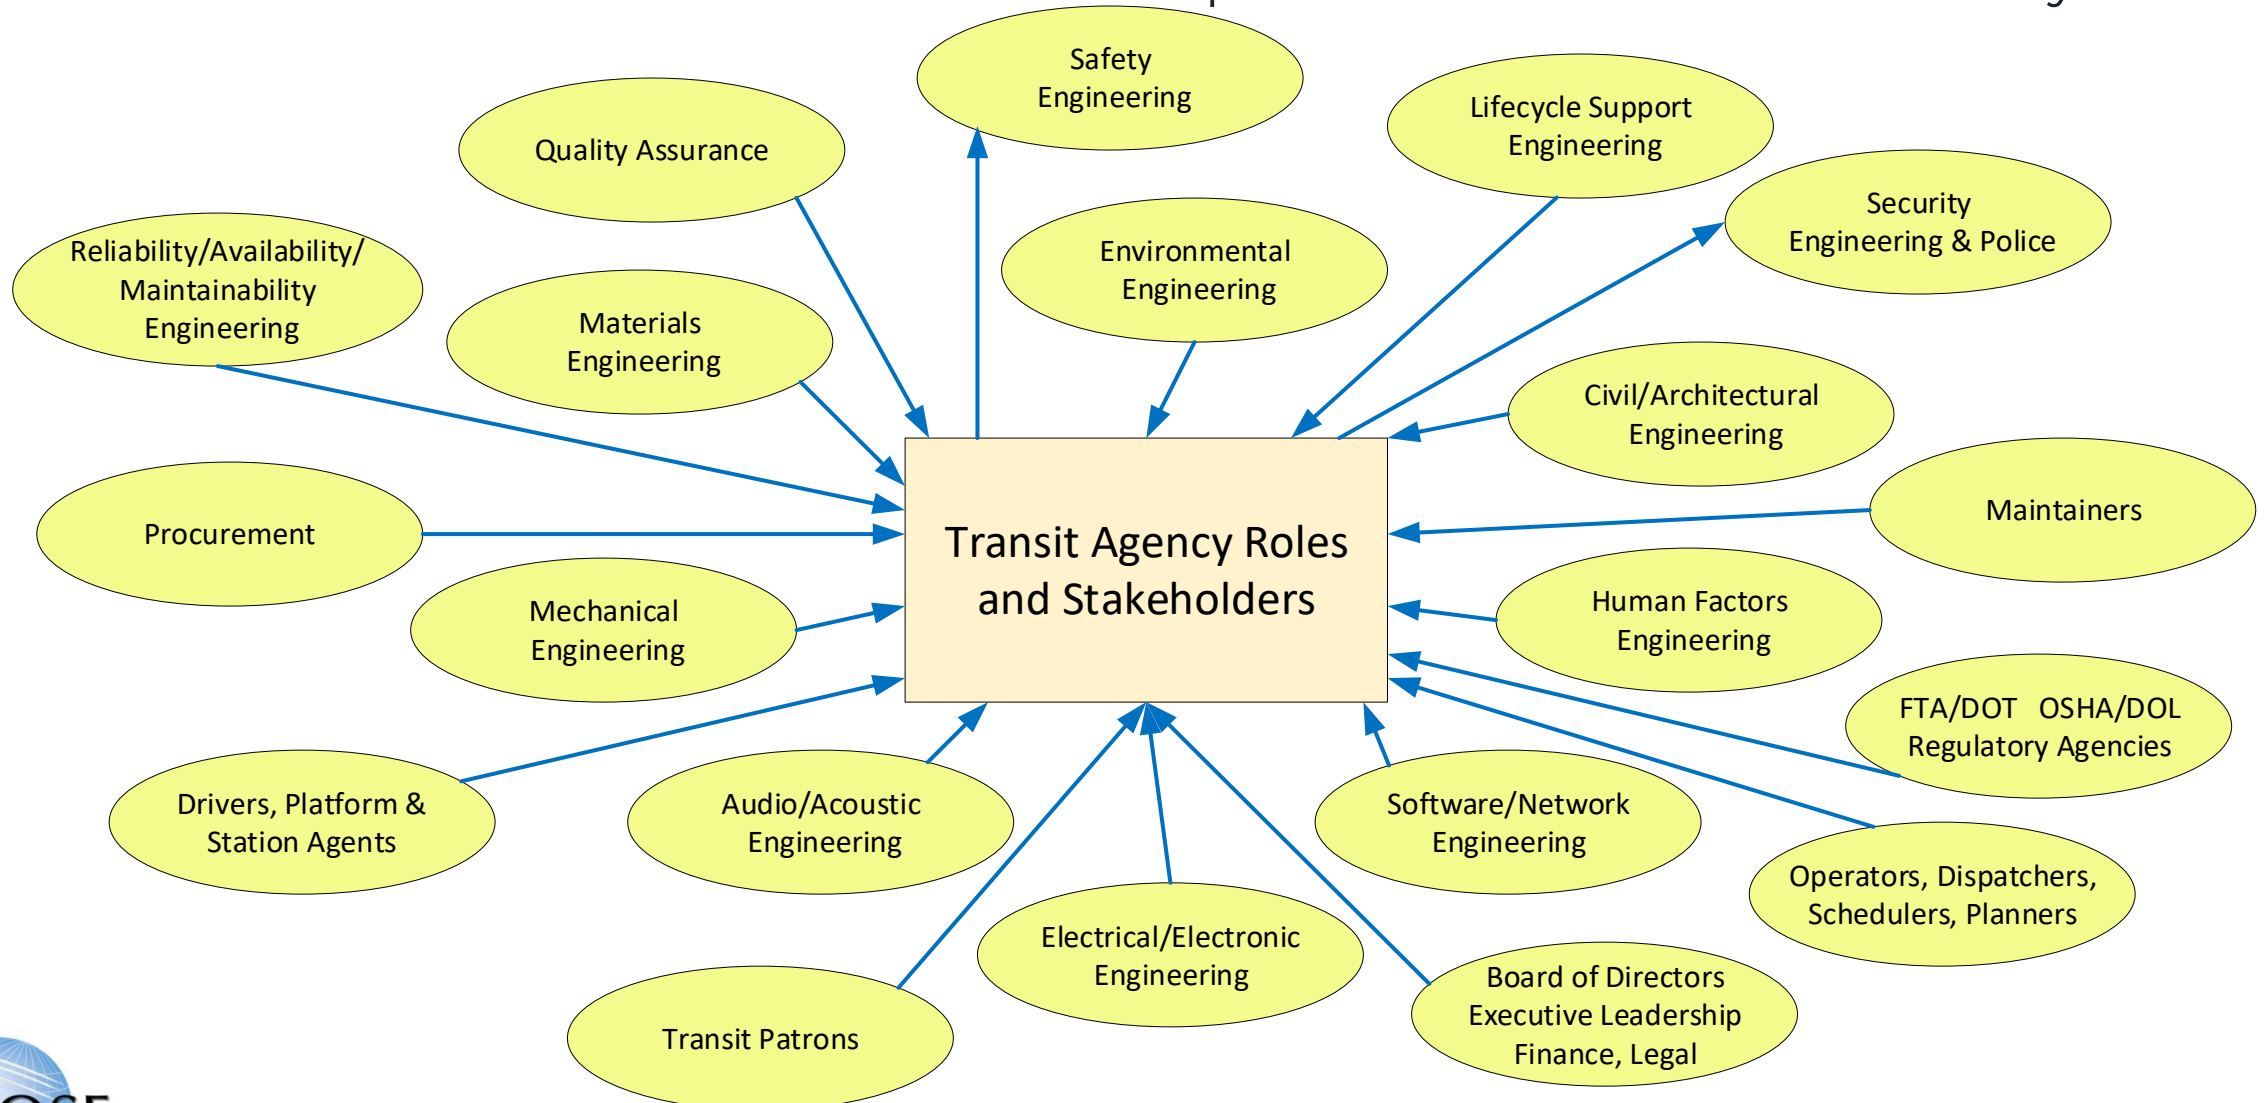 Safety
Engineering
Lifecycle Support
Engineering
Quality Assurance
Security
Engineering & Police
Reliability/Availability/
Maintainability
Engineering
Environmental
Engineering
Materials
Engineering
Civil/Architectural
Engineering
Procurement
Maintainers
Transit Agency Roles
and Stakeholders
Mechanical
Engineering
Human Factors
Engineering
FTA/DOT   OSHA/DOL
Regulatory Agencies
Drivers, Platform &
Station Agents
Audio/Acoustic
Engineering
Software/Network
Engineering
Operators, Dispatchers,
Schedulers, Planners
Electrical/Electronic
Engineering
Board of Directors
Executive Leadership
Finance, Legal
Transit Patrons